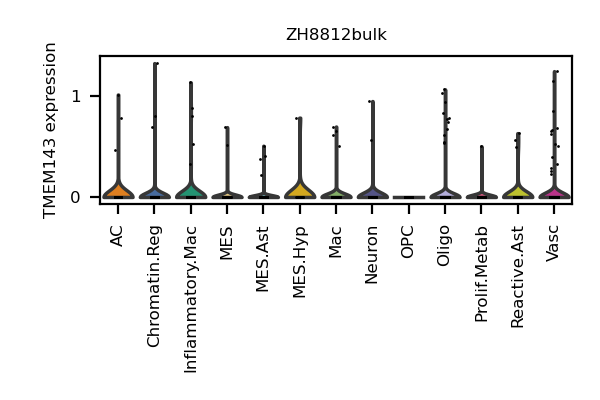 ZH8812bulk
TMEM143 expression
1
0
AC
Chromatin.Reg
Inflammatory.Mac
MES
MES.Ast
MES.Hyp
Mac
Neuron
OPC
Oligo
Prolif.Metab
Reactive.Ast
Vasc